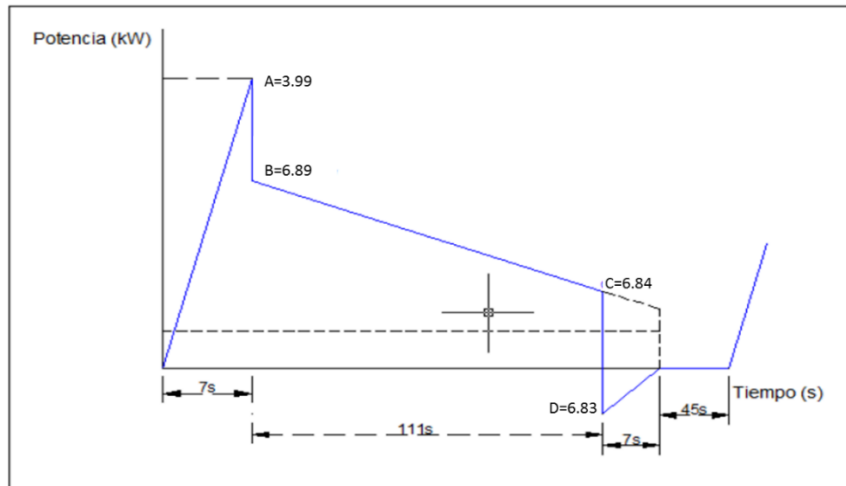 Potencia (kW)
A=3.99
B=6.89
C=6.84
D=6.83
Tiempo (s)
7s
111s
7s
45s